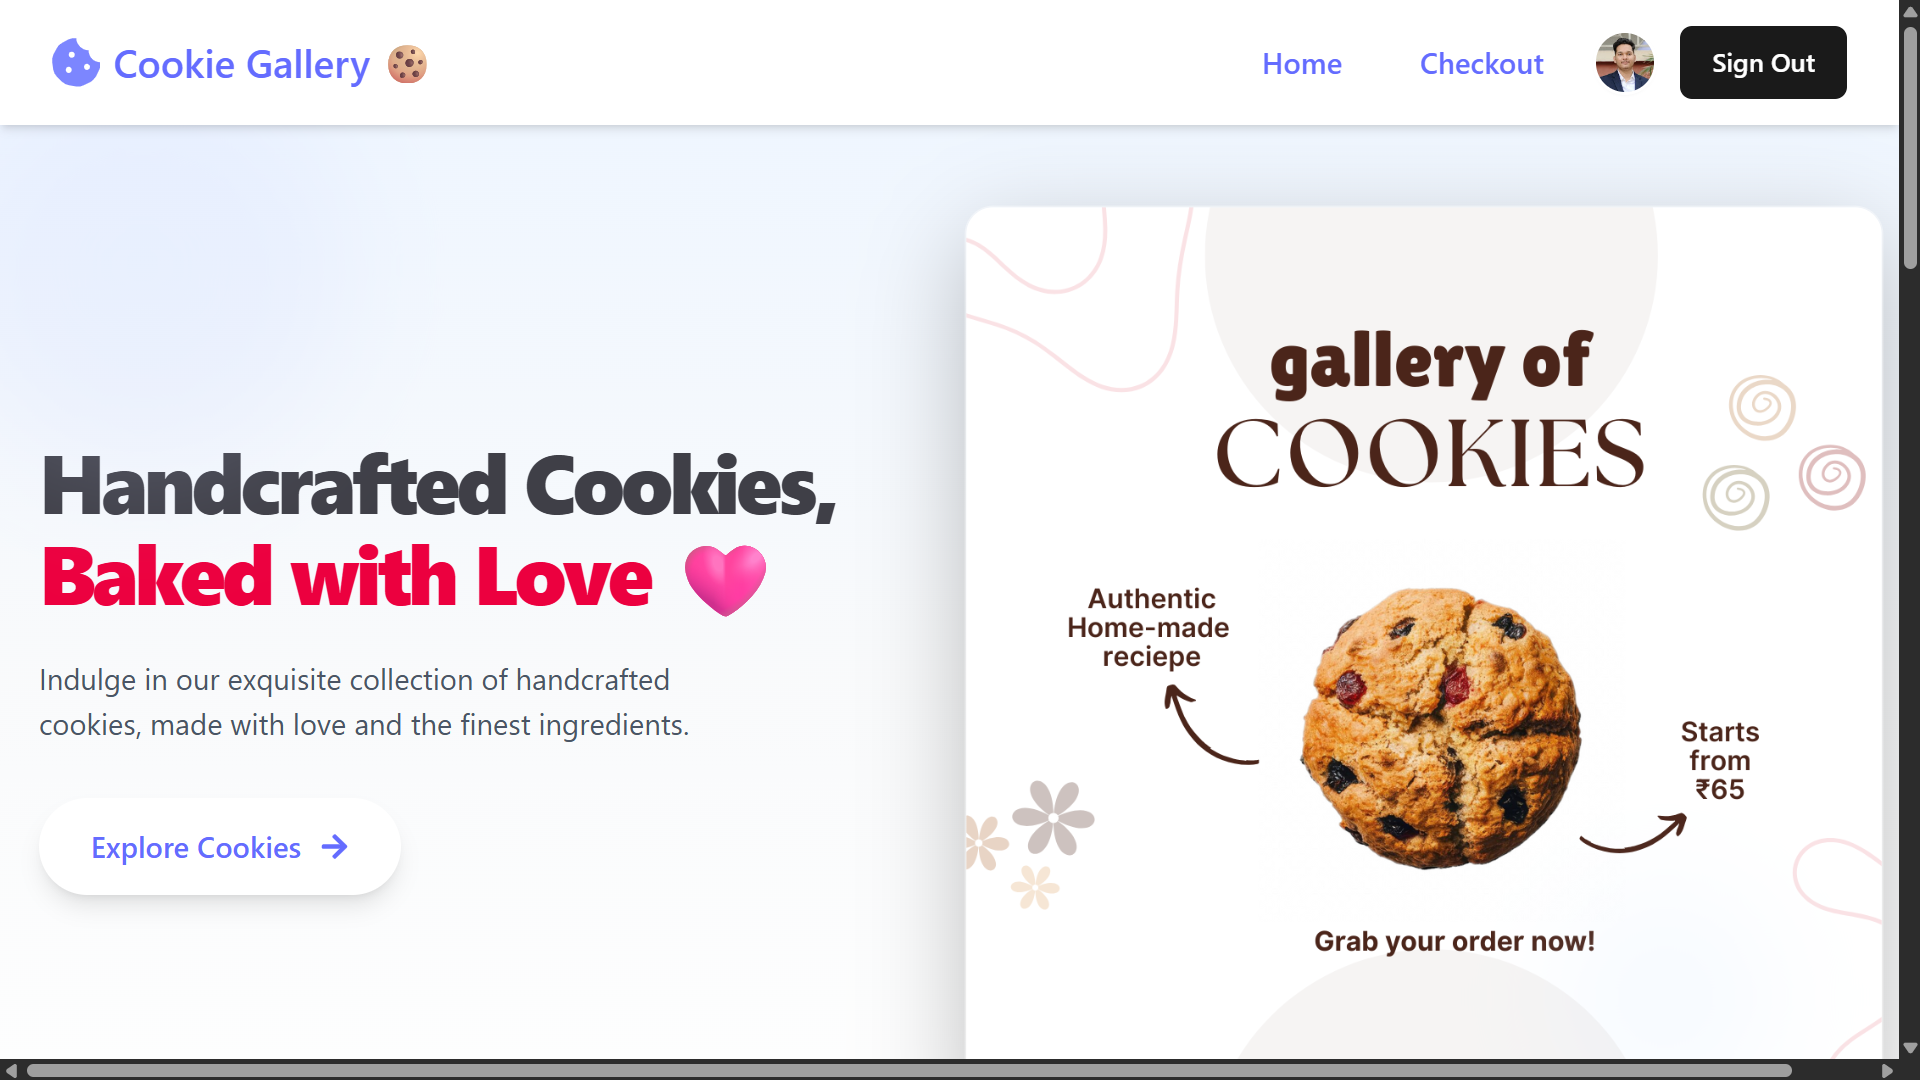 Cookie Gallery 🍪
Home
Checkout
Sign Out
Handcrafted Cookies,
Baked with Love 💗
Indulge in our exquisite collection of handcrafted
cookies, made with love and the finest ingredients.
Explore Cookies →
gallery of
COOKIES
Authentic
Home-made
reciepe
Starts
from
₹65
Grab your order now!